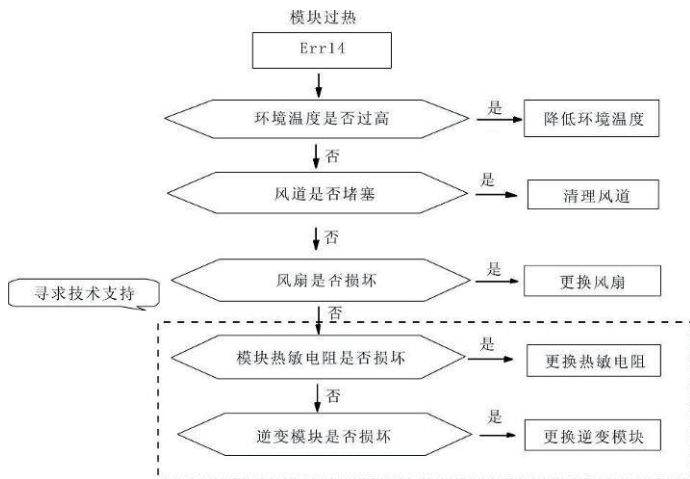 模块过热
Err14
环境温度是否过高
是
降低环境温度
否
风道是否堵塞
是
清理风道
否
风扇是否损坏
是
更换风扇
寻求技术支持
否
模块热敏电阻是否损坏
是
更换热敏电阻
否
逆变模块是否损坏
是
更换逆变模块